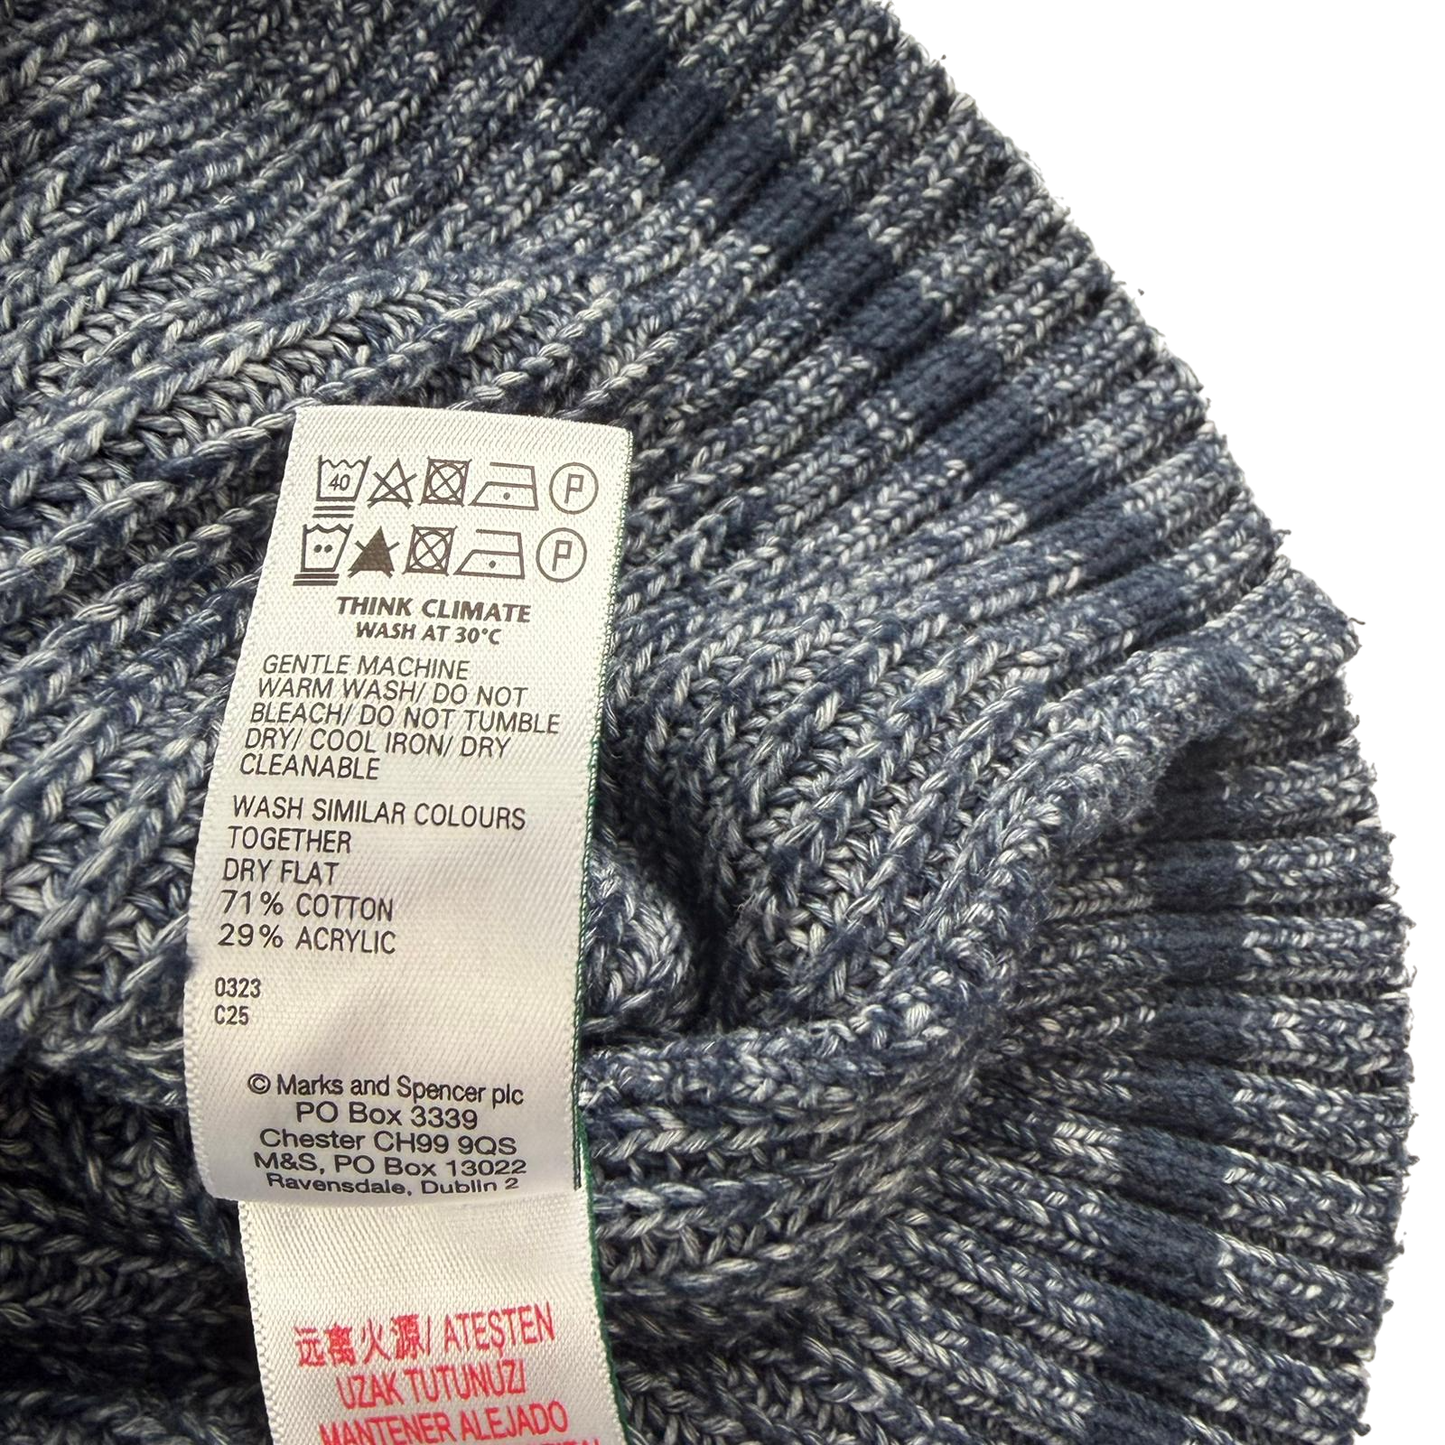 40 P
P
THINK CLIMATE
WASH AT 30°C
GENTLE MACHINE
WARM WASH/ DO NOT
BLEACH/ DO NOT TUMBLE
DRY/ COOL IRON/ DRY
CLEANABLE
WASH SIMILAR COLOURS
TOGETHER
DRY FLAT
71% COTTON
29% ACRYLIC
0323
C25
© Marks and Spencer plc
PO Box 3339
Chester CH99 9QS
M&S, PO Box 13022
Ravensdale, Dublin 2
远离火源/ ATEŞTEN
UZAK TUTUNUZ/
MANTENER ALEJADO